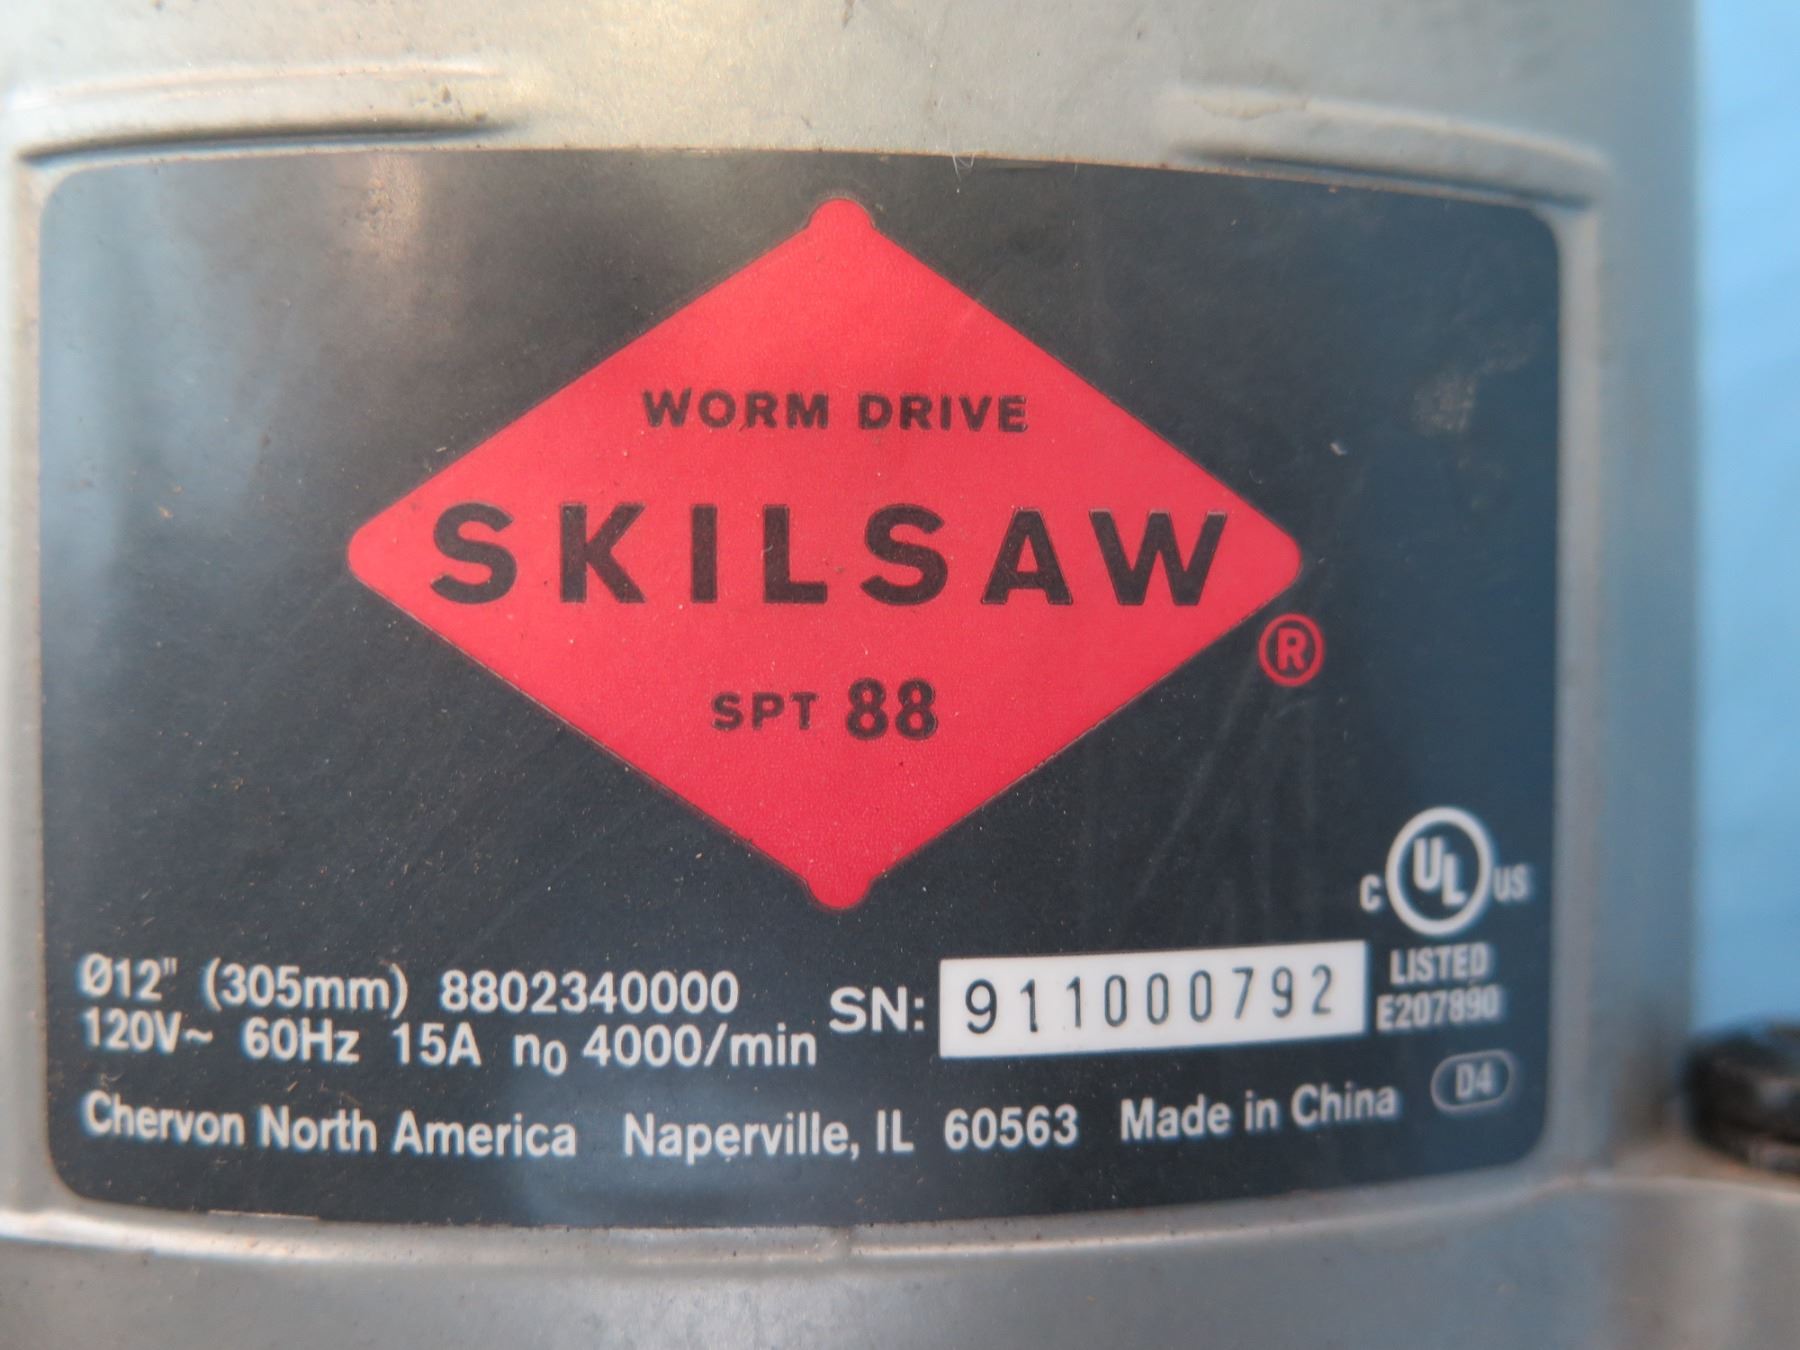 WORM DRIVE
SKILSAW
®
SPT 88
C UL US
LISTED
E207890
Ø12" (305mm) 8802340000
120V~ 60Hz 15A n0 4000/min
SN: 911000792
Chervon North America Naperville, IL 60563 Made in China D4